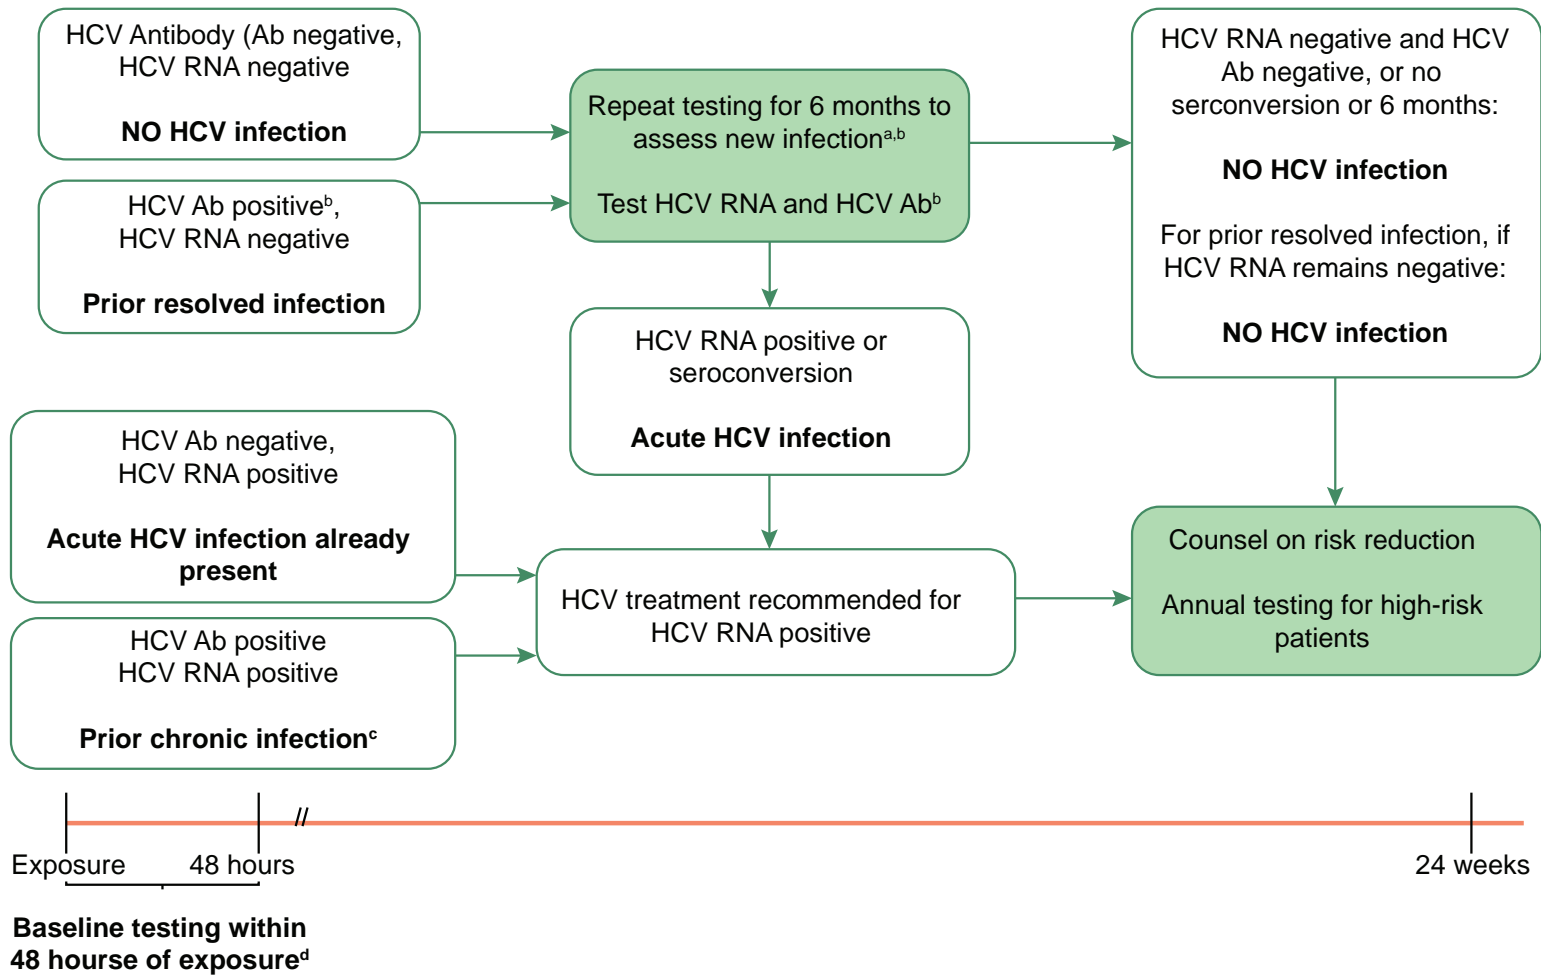 HCV Antibody (Ab negative,
HCV RNA negative
NO HCV infection
HCV Ab positiveᵇ,
HCV RNA negative
Prior resolved infection
HCV Ab negative,
HCV RNA positive
Acute HCV infection already
present
HCV Ab positive
HCV RNA positive
Prior chronic infectionᶜ
Repeat testing for 6 months to
assess new infectionᵃ,ᵇ
Test HCV RNA and HCV Abᵇ
HCV RNA positive or
seroconversion
Acute HCV infection
HCV treatment recommended for
HCV RNA positive
HCV RNA negative and HCV
Ab negative, or no
serconversion or 6 months:
NO HCV infection
For prior resolved infection, if
HCV RNA remains negative:
NO HCV infection
Counsel on risk reduction
Annual testing for high-risk
patients
//
Exposure
48 hours
24 weeks
Baseline testing within
48 hourse of exposureᵈ